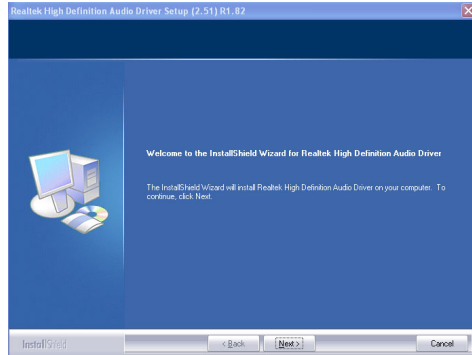 Realtek High Definition Audio Driver Setup (2.51) R1.82
Welcome to the InstallShield Wizard for Realtek High Definition Audio Driver
The InstallShield Wizard will install Realtek High Definition Audio Driver on your computer. To
continue, click Next.
InstallShield
< Back
Next >
Cancel